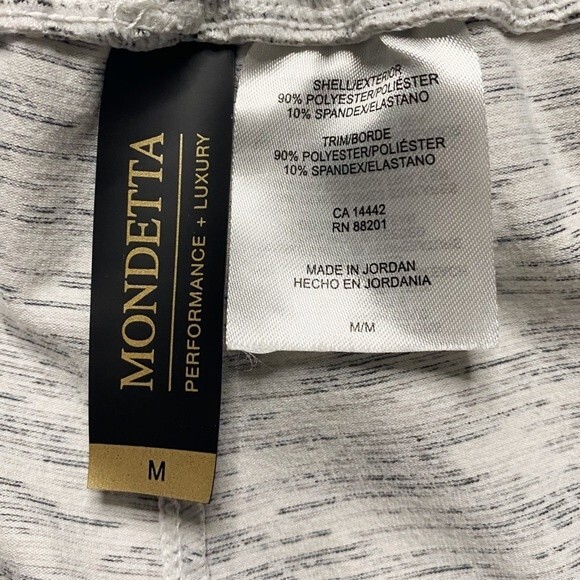 MONDETTA
PERFORMANCE + LUXURY
M
SHELL/EXTERIOR
90% POLYESTER/POLIÉSTER
10% SPANDEX/ELASTANO
TRIM/BORDE
90% POLYESTER/POLIÉSTER
10% SPANDEX/ELASTANO
CA 14442
RN 88201
MADE IN JORDAN
HECHO EN JORDANIA
M/M